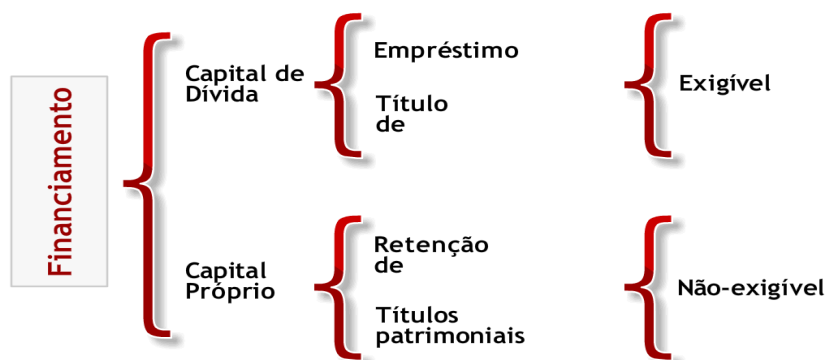 Financiamento
Capital de
Dívida
Empréstimo
Título
de
Exigível
Capital
Próprio
Retenção
de
Títulos
patrimoniais
Não-exigível